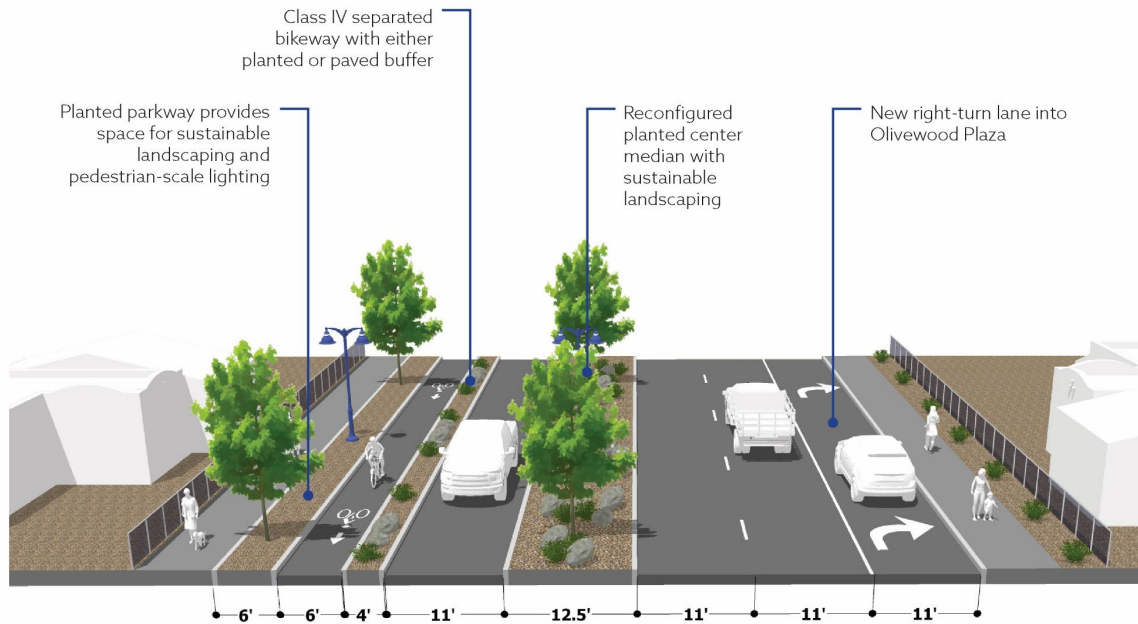 Class IV separated
bikeway with either
planted or paved buffer
Planted parkway provides
space for sustainable
landscaping and
pedestrian-scale lighting
Reconfigured
planted center
median with
sustainable
landscaping
New right-turn lane into
Olivewood Plaza
6' 6' 4' 11' 12.5' 11' 11' 11'